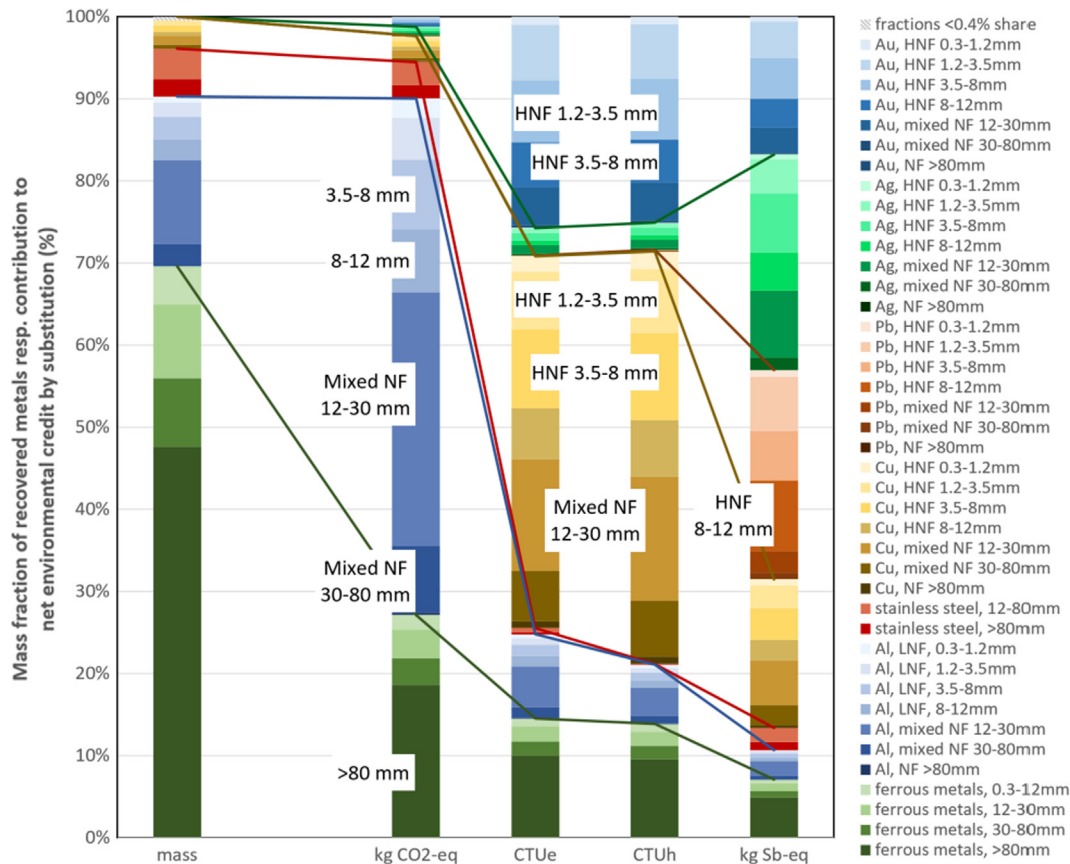 Mass fraction of recovered metals resp. contribution to
net environmental credit by substitution (%)
100%
90%
80%
70%
60%
50%
40%
30%
20%
10%
0%
HNF 1.2-3.5 mm
HNF 3.5-8 mm
3.5-8 mm
8-12 mm
HNF 1.2-3.5 mm
HNF 3.5-8 mm
Mixed NF
12-30 mm
Mixed NF
12-30 mm
HNF
8-12 mm
Mixed NF
30-80 mm
>80 mm
mass
kg CO2-eq
CTUe
CTUh
kg Sb-eq
fractions <0.4% share
Au, HNF 0.3-1.2mm
Au, HNF 1.2-3.5mm
Au, HNF 3.5-8mm
Au, HNF 8-12mm
Au, mixed NF 12-30mm
Au, mixed NF 30-80mm
Au, NF >80mm
Ag, HNF 0.3-1.2mm
Ag, HNF 1.2-3.5mm
Ag, HNF 3.5-8mm
Ag, HNF 8-12mm
Ag, mixed NF 12-30mm
Ag, mixed NF 30-80mm
Ag, NF >80mm
Pb, HNF 0.3-1.2mm
Pb, HNF 1.2-3.5mm
Pb, HNF 3.5-8mm
Pb, HNF 8-12mm
Pb, mixed NF 12-30mm
Pb, mixed NF 30-80mm
Pb, NF >80mm
Cu, HNF 0.3-1.2mm
Cu, HNF 1.2-3.5mm
Cu, HNF 3.5-8mm
Cu, HNF 8-12mm
Cu, mixed NF 12-30mm
Cu, mixed NF 30-80mm
Cu, NF >80mm
stainless steel, 12-80mm
stainless steel, >80mm
Al, LNF, 0.3-1.2mm
Al, LNF, 1.2-3.5mm
Al, LNF, 3.5-8mm
Al, LNF, 8-12mm
Al, mixed NF 12-30mm
Al, mixed NF 30-80mm
Al, NF >80mm
ferrous metals, 0.3-12mm
ferrous metals, 12-30mm
ferrous metals, 30-80mm
ferrous metals, >80mm